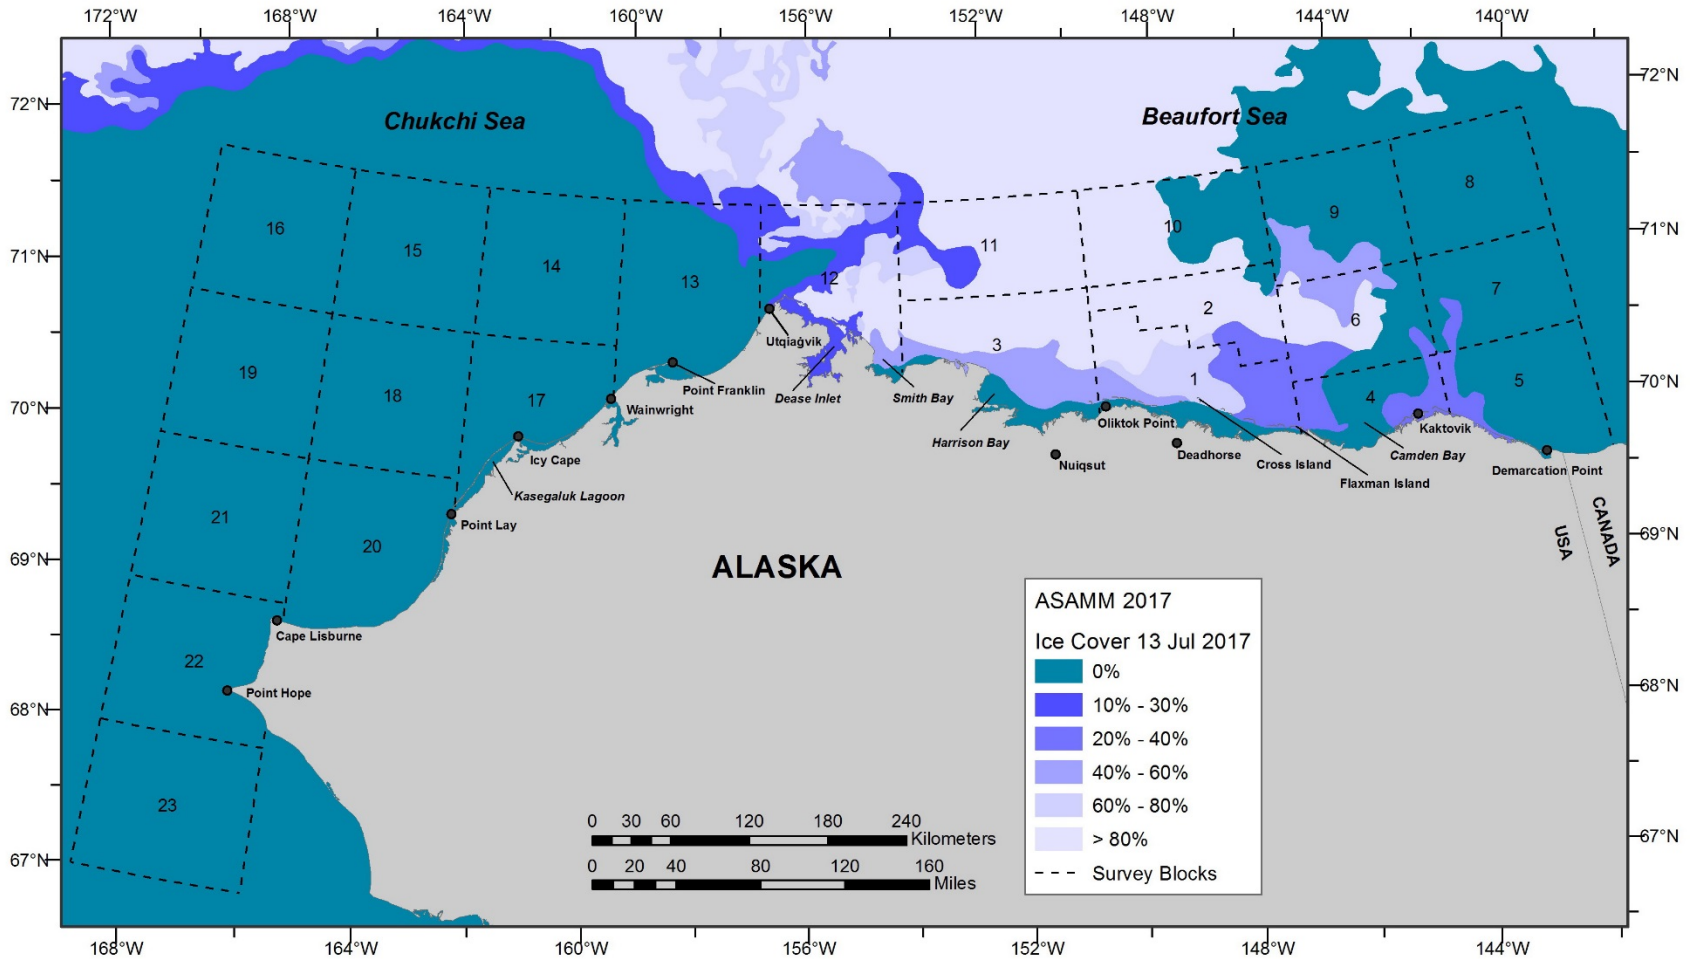 172°W 168°W 160°W 156°W 152°W 148°W 144°W 140°W
72°N
72°N
Chukchi Sea
Beaufort Sea
8
9
10
16
11
71°N
71°N
15
14
13
12
7
2
6
Utqiaġvik
3
19
Point Franklin
18
17
Wainwright
Dease Inlet
Smith Bay
1
4
5
70°N
70°N
Harrison Bay
Oliktok Point
Kaktovik
Icy Cape
Nuiqsut
Deadhorse
Cross Island
Camden Bay
Demarcation Point
Flaxman Island
Kasegaluk Lagoon
21
Point Lay
20
USA
CANADA
69°N
69°N
ALASKA
Cape Lisburne
22
Point Hope
68°N
68°N
23
67°N
67°N
ASAMM 2017
Ice Cover 13 Jul 2017
0%
10% - 30%
20% - 40%
40% - 60%
60% - 80%
> 80%
Survey Blocks
0 30 60 120 180 240
Kilometers
0 20 40 80 120 160
Miles
168°W 164°W 160°W 156°W 152°W 148°W 144°W